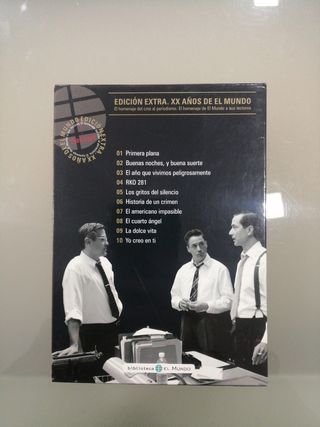 EDICIÓN EXTRA. XX AÑOS DE EL MUNDO
El homenaje del cine al periodismo. El homenaje de El Mundo a sus lectores
01 Primera plana
02 Buenas noches, y buena suerte
03 El año que vivimos peligrosamente
04 RKO 281
05 Los gritos del silencio
06 Historia de un crimen
07 El americano impasible
08 El cuarto ángel
09 La dolce vita
10 Yo creo en ti
biblioteca EL MUNDO